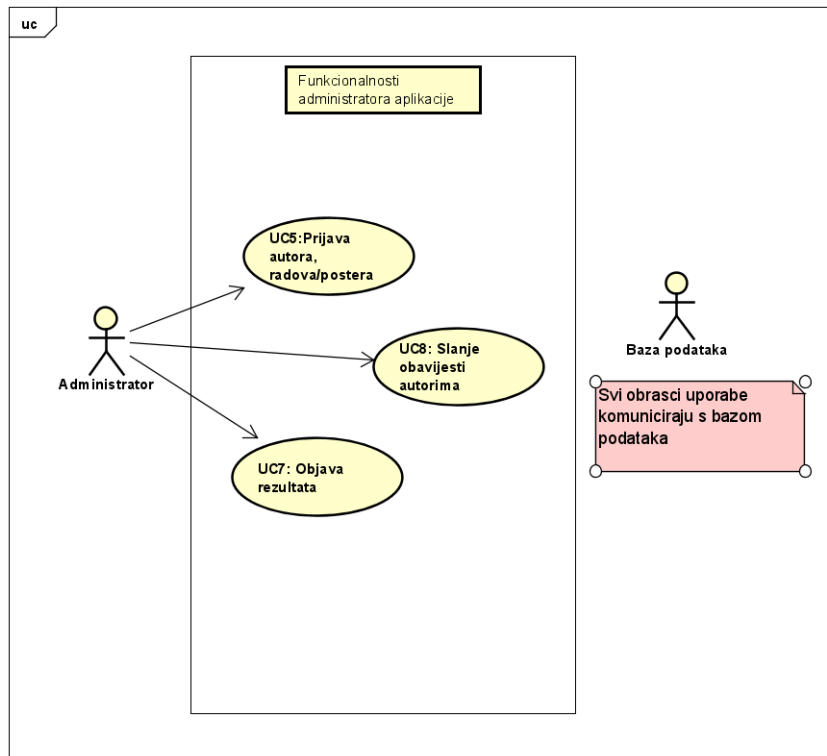 uc
Funkcionalnosti
administratora aplikacije
UC5:Prijava
autora,
radova/postera
UC8: Slanje
obavijesti
autorima
Administrator
Baza podataka
Svi obrasci uporabe
komuniciraju s bazom
podataka
UC7: Objava
rezultata